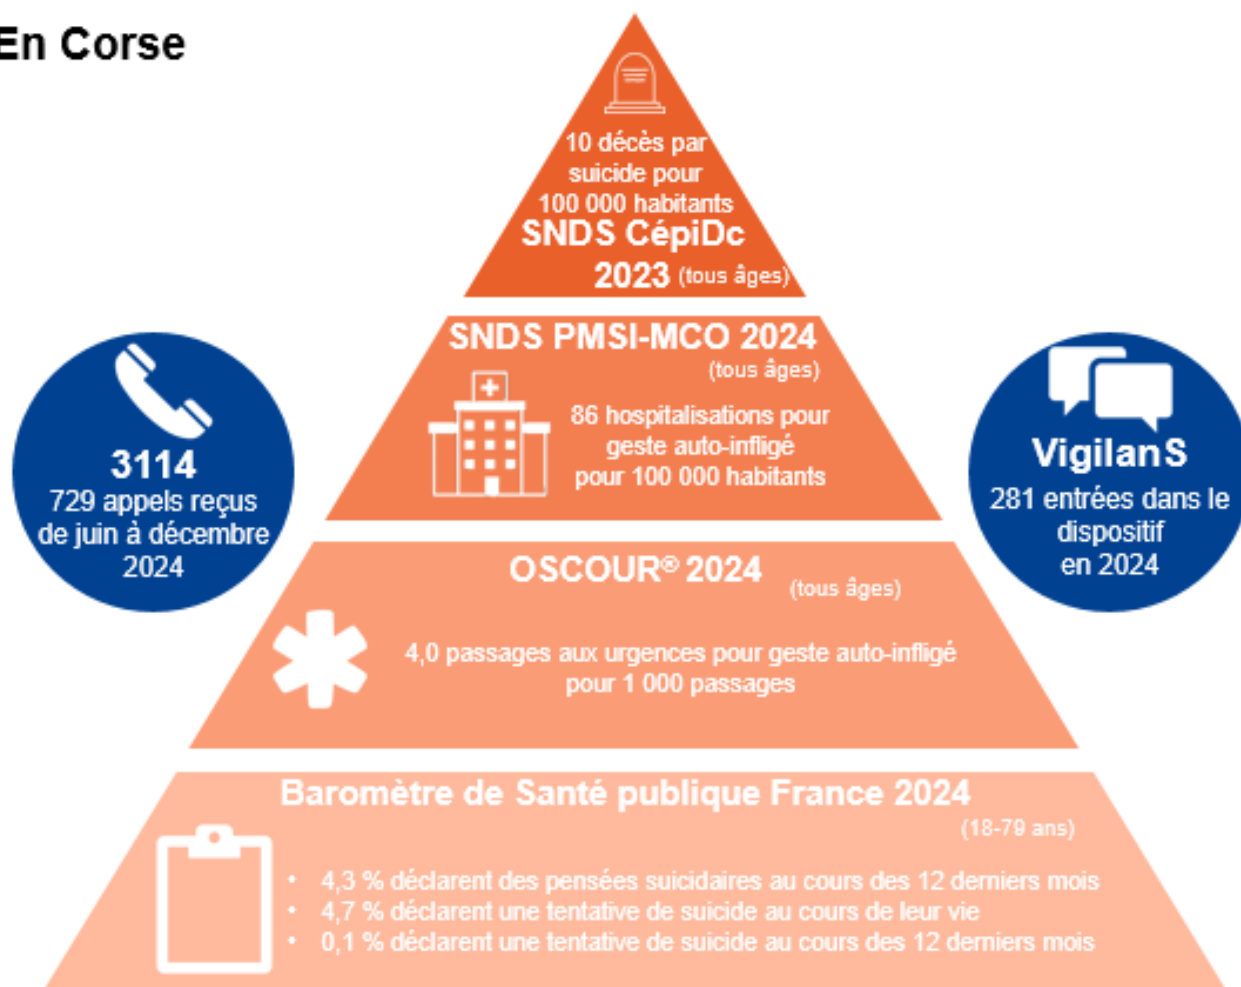 En Corse
10 décès par
suicide pour
100 000 habitants
SNDS CépiDc
2023 (tous âges)
SNDS PMSI-MCO 2024
(tous âges)
86 hospitalisations pour
geste auto-infligé
pour 100 000 habitants
3114
729 appels reçus
de juin à décembre
2024
VigilanS
281 entrées dans le
dispositif
en 2024
OSCOUR® 2024
(tous âges)
4,0 passages aux urgences pour geste auto-infligé
pour 1 000 passages
Baromètre de Santé publique France 2024
(18-79 ans)
• 4,3 % déclarent des pensées suicidaires au cours des 12 derniers mois
• 4,7 % déclarent une tentative de suicide au cours de leur vie
• 0,1 % déclarent une tentative de suicide au cours des 12 derniers mois